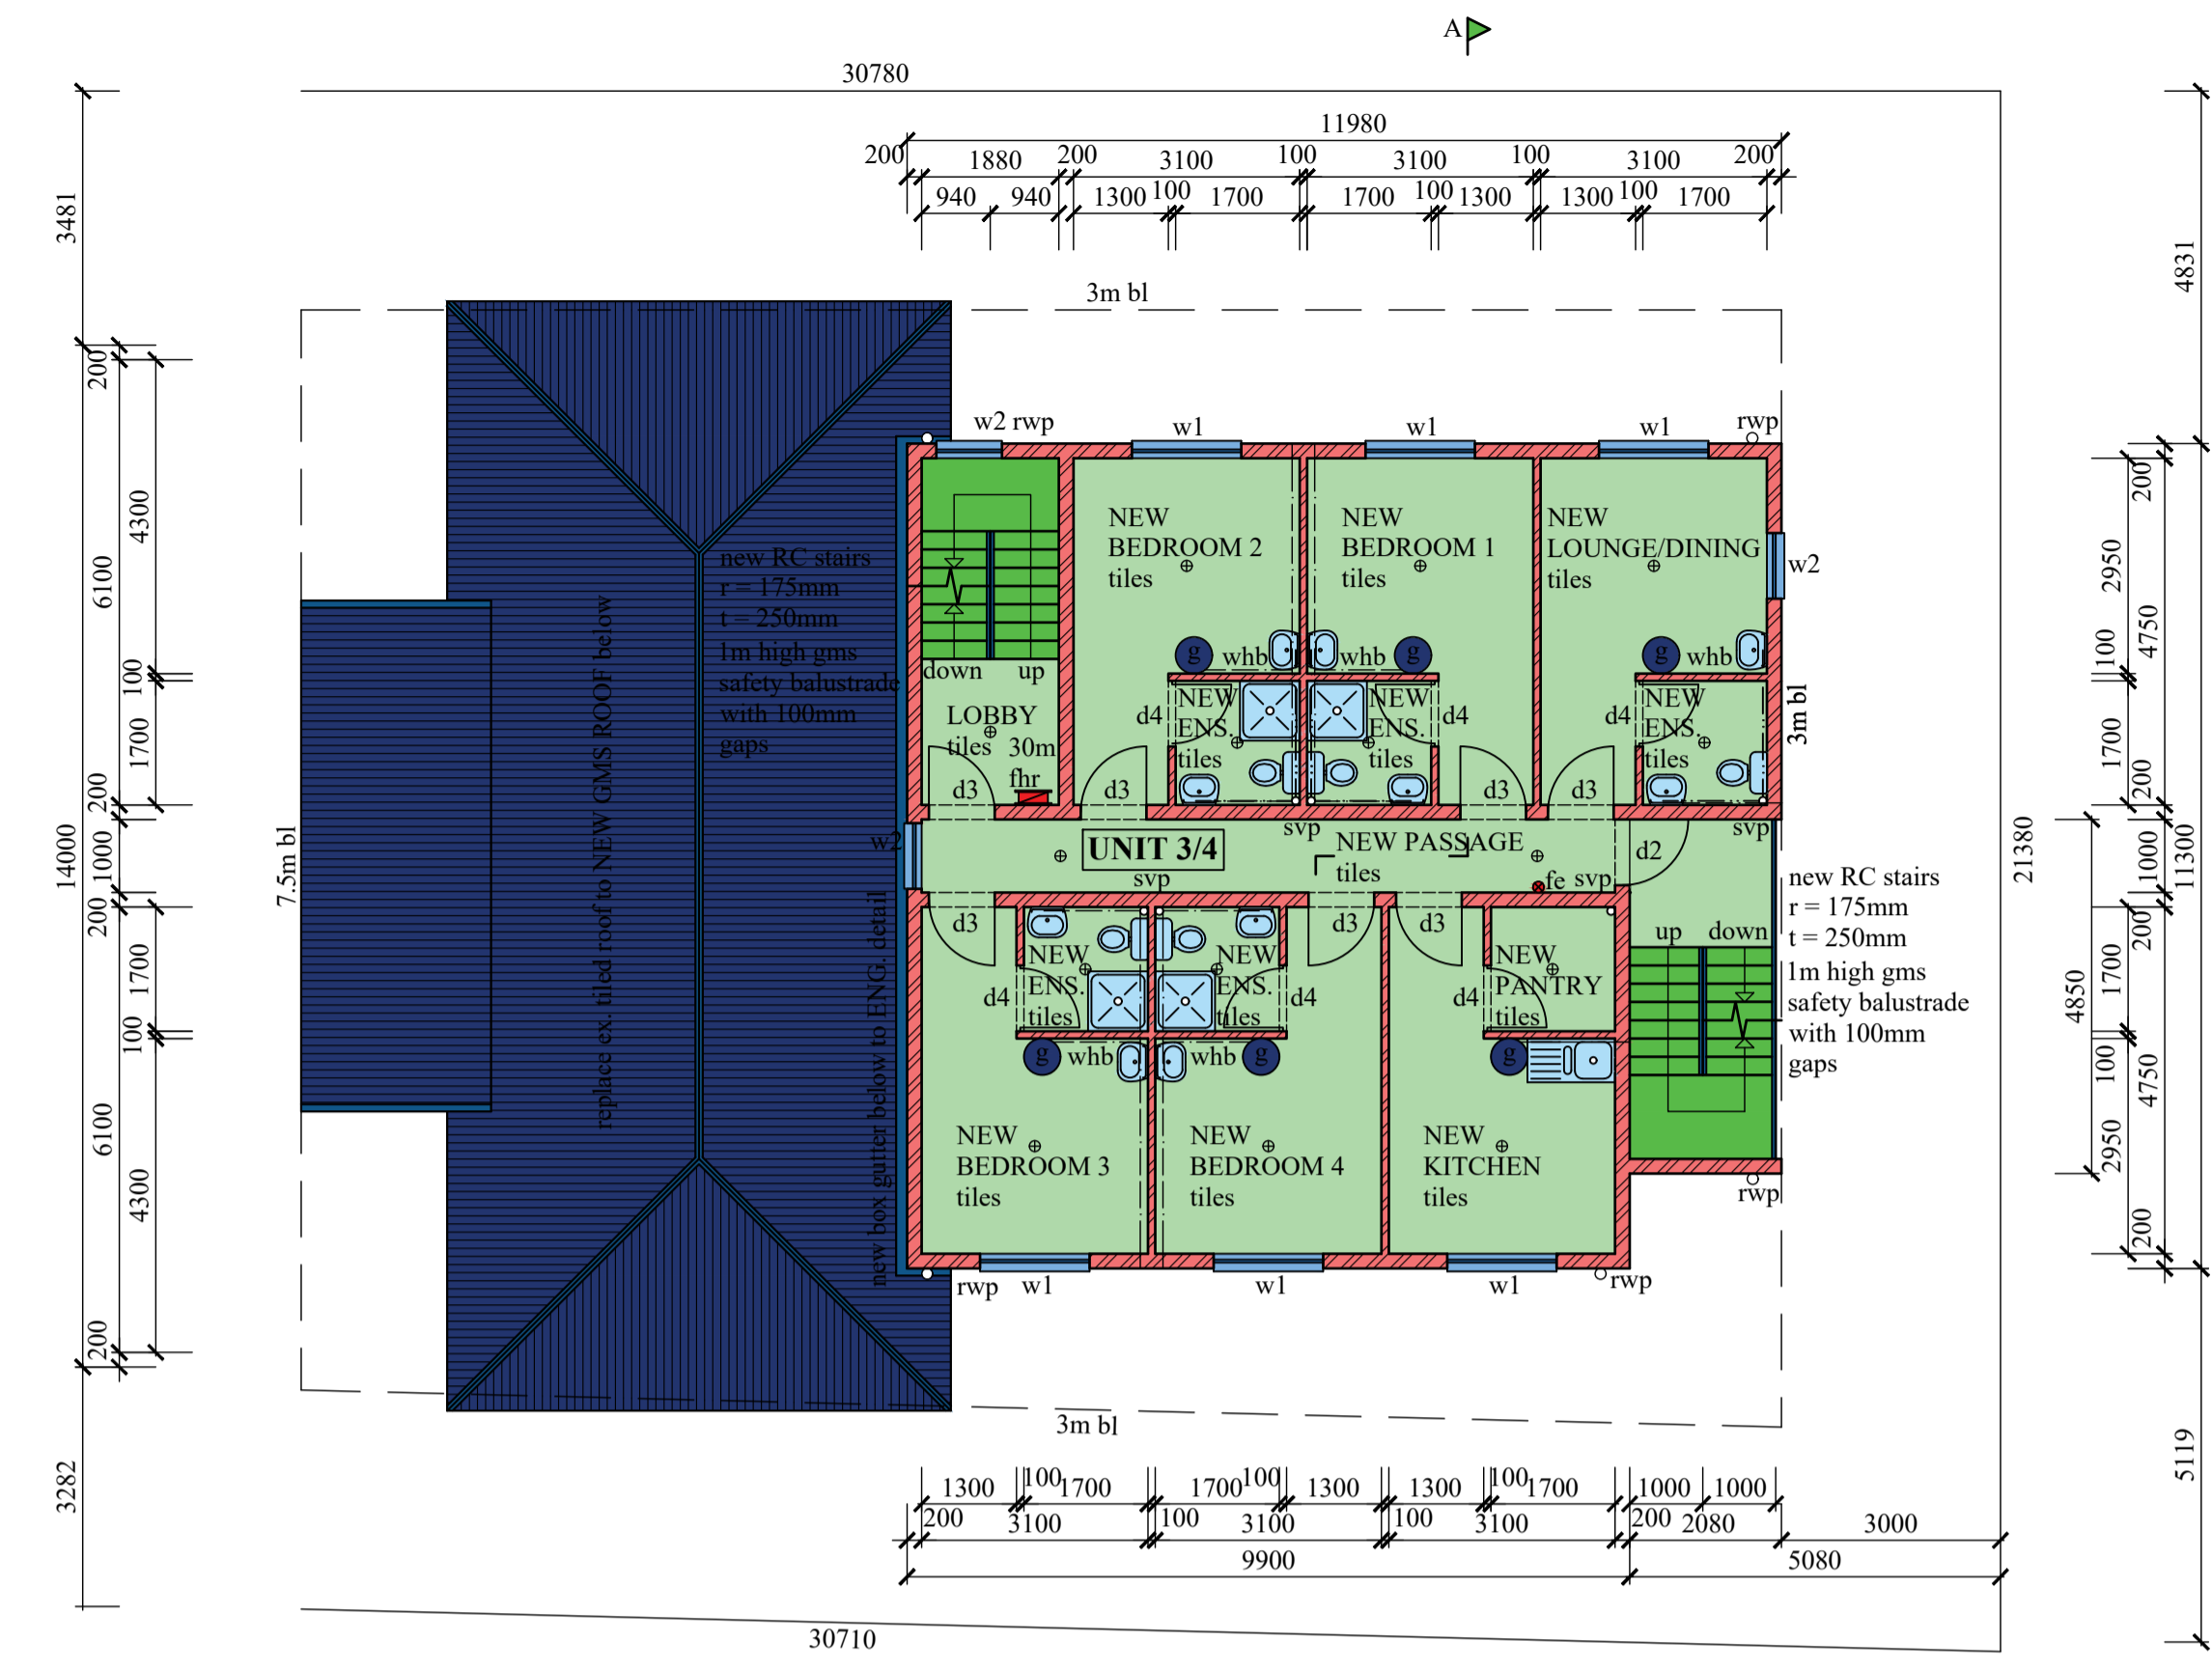 A
30780
11980
200 1880 200 3100 100 3100 100 3100 200
940 940 1300 100 1700 1700 100 1300 1300 100 1700
3m bl
w2 rwp w1 w1 w1 rwp
3481
200
4300
6100
100
1700
200
14000
1000
200
1700
100
6100
4300
200
3282
7.5m bl
replace ex. tiled roof to NEW GMS ROOF below
new RC stairs
r = 175mm
t = 250mm
1m high gms
safety balustrade
with 100mm
gaps
new box gutter below to ENG. detail
down up
LOBBY
tiles
30m
fhr
d3
NEW
BEDROOM 2
tiles
g whb
NEW
ENS.
tiles
d4
d3
NEW
BEDROOM 1
tiles
whb g
NEW
ENS.
tiles
d4
d3
NEW
LOUNGE/DINING
tiles
w2
g whb
NEW
ENS.
tiles
d4
d3
3m bl
w2
UNIT 3/4
svp
svp
NEW PASSAGE
tiles
fe svp
d2
svp
d3
NEW
ENS.
tiles
d4
g whb
NEW
BEDROOM 3
tiles
NEW
ENS.
tiles
d4
d3
whb g
NEW
BEDROOM 4
tiles
d3
NEW
PANTRY
tiles
d4
g
NEW
KITCHEN
tiles
up down
new RC stairs
r = 175mm
t = 250mm
1m high gms
safety balustrade
with 100mm
gaps
rwp
rwp w1 w1 w1 rwp
3m bl
4831
200
2950
4750
100
1700
200
21380
1000
11300
200
1700
4850
100
4750
2950
200
5119
1300 100 1700 1700 100 1300 1300 100 1700 1000 1000
200 3100 100 3100 100 3100 200 2080 3000
9900 5080
30710